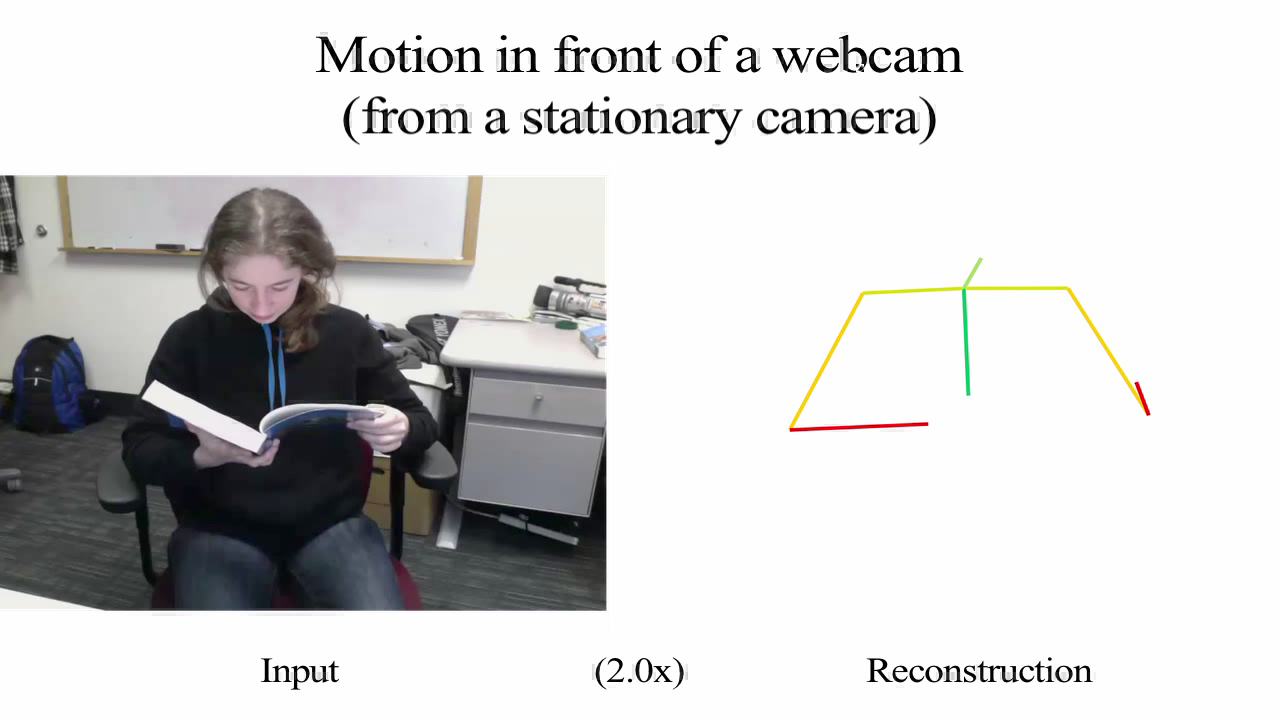 Motion in front of a webcam
(from a stationary camera)
Input
(2.0x)
Reconstruction